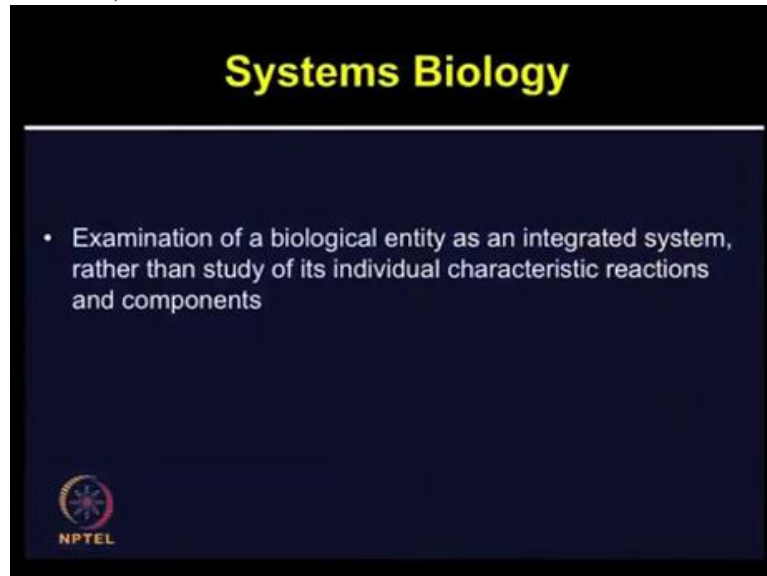 Systems Biology
• Examination of a biological entity as an integrated system,
rather than study of its individual characteristic reactions
and components
NPTEL